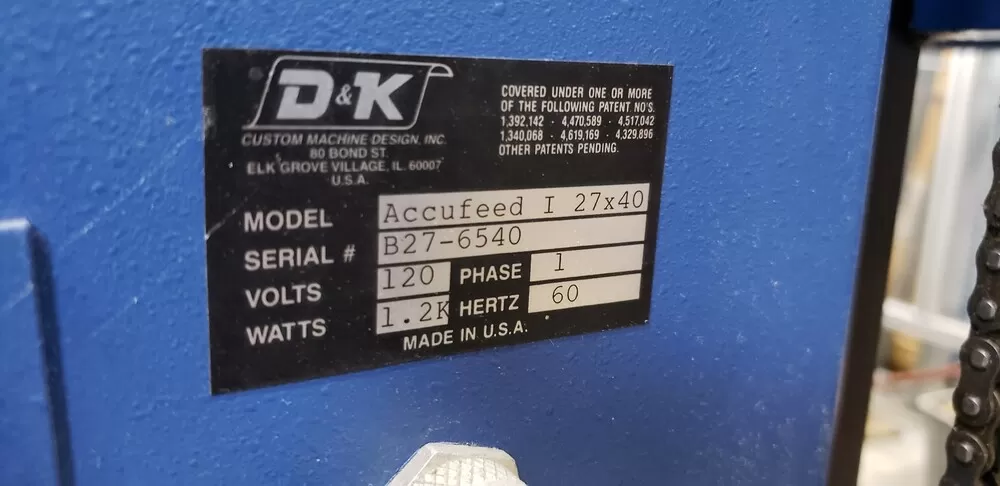 D&K
CUSTOM MACHINE DESIGN, INC.
80 BOND ST.
ELK GROVE VILLAGE, IL. 60007
U.S.A.
COVERED UNDER ONE OR MORE
OF THE FOLLOWING PATENT NO'S.
1,392,142 - 4,470,589 - 4,517,042
1,340,068 - 4,619,169 - 4,329,896
OTHER PATENTS PENDING.
MODEL Accufeed I 27x40
SERIAL # B27-6540
VOLTS 120 PHASE 1
WATTS 1.2K HERTZ 60
MADE IN U.S.A.